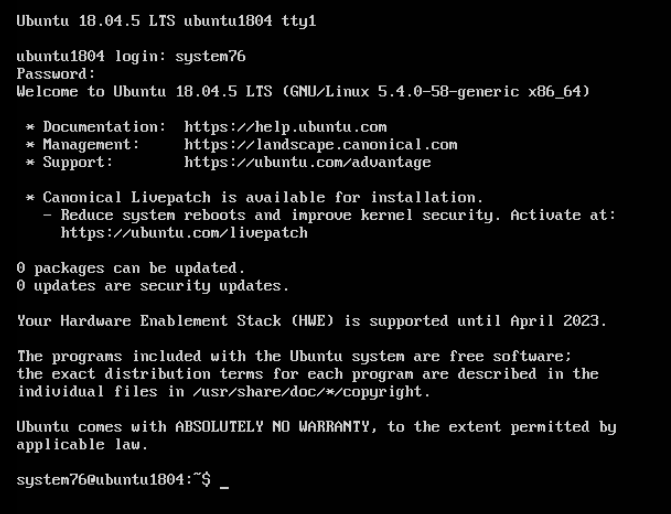 Ubuntu 18.04.5 LTS ubuntu1804 tty1
ubuntu1804 login: system76
Password:
Welcome to Ubuntu 18.04.5 LTS (GNU/Linux 5.4.0-58-generic x86_64)
* Documentation:  https://help.ubuntu.com
* Management:     https://landscape.canonical.com
* Support:        https://ubuntu.com/advantage
* Canonical Livepatch is available for installation.
- Reduce system reboots and improve kernel security. Activate at:
https://ubuntu.com/livepatch
0 packages can be updated.
0 updates are security updates.
Your Hardware Enablement Stack (HWE) is supported until April 2023.
The programs included with the Ubuntu system are free software;
the exact distribution terms for each program are described in the
individual files in /usr/share/doc/*/copyright.
Ubuntu comes with ABSOLUTELY NO WARRANTY, to the extent permitted by
applicable law.
system76@ubuntu1804:~$ _